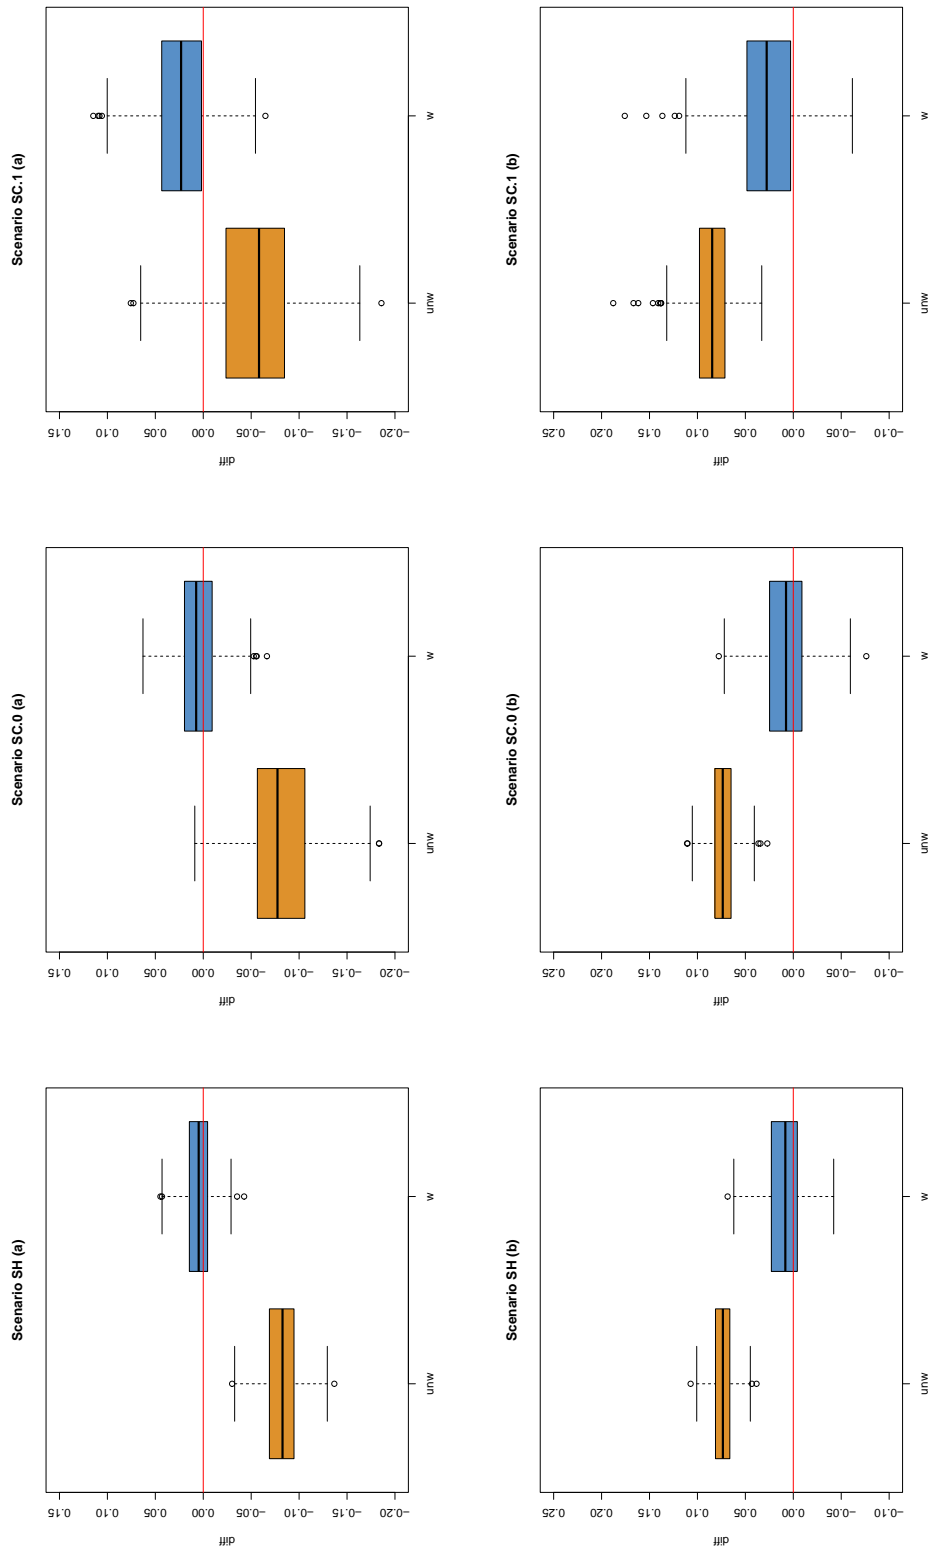 Scenario SH (a)
diff
0.15
0.10
0.05
0.00
−0.05
−0.10
−0.15
−0.20
unw
w
Scenario SC.0 (a)
diff
0.15
0.10
0.05
0.00
−0.05
−0.10
−0.15
−0.20
unw
w
Scenario SC.1 (a)
diff
0.15
0.10
0.05
0.00
−0.05
−0.10
−0.15
−0.20
unw
w
Scenario SH (b)
diff
0.25
0.20
0.15
0.10
0.05
0.00
−0.05
−0.10
unw
w
Scenario SC.0 (b)
diff
0.25
0.20
0.15
0.10
0.05
0.00
−0.05
−0.10
unw
w
Scenario SC.1 (b)
diff
0.25
0.20
0.15
0.10
0.05
0.00
−0.05
−0.10
unw
w